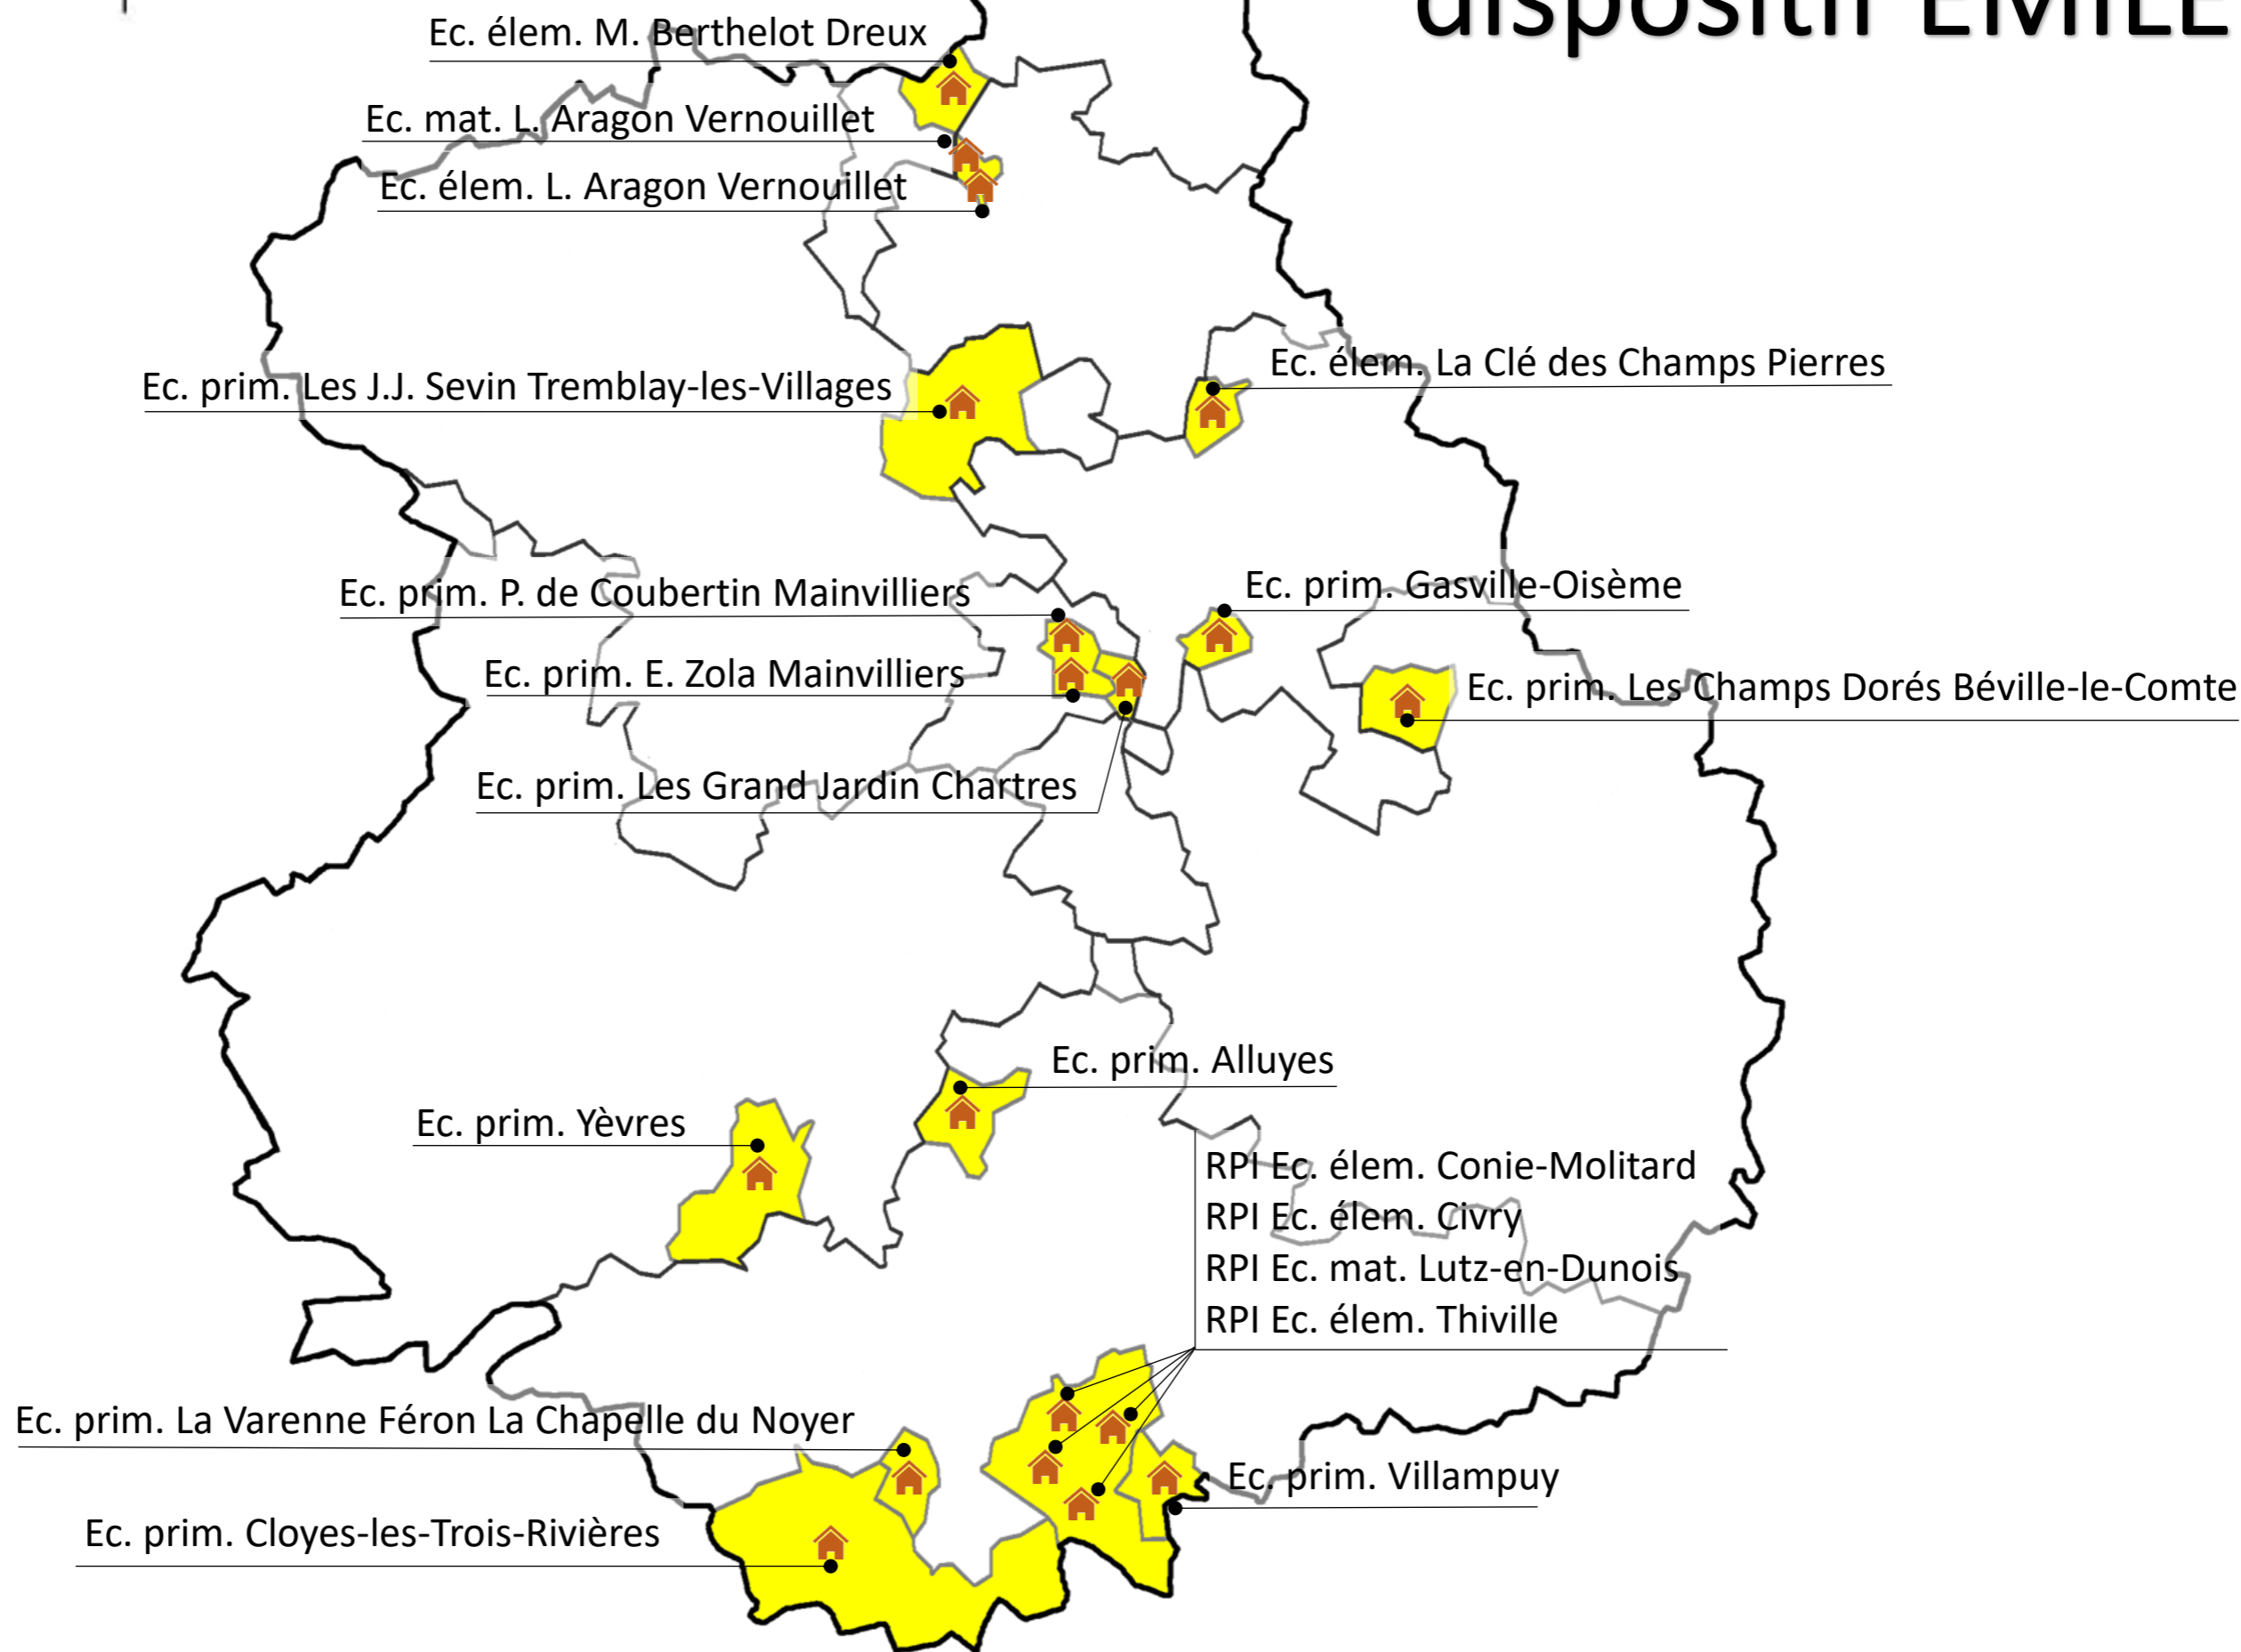 dispositif EMILE
Ec. élem. M. Berthelot Dreux
Ec. mat. L. Aragon Vernouillet
Ec. élem. L. Aragon Vernouillet
Ec. élem. La Clé des Champs Pierres
Ec. prim. Les J.J. Sevin Tremblay-les-Villages
Ec. prim. P. de Coubertin Mainvilliers
Ec. prim. Gasville-Oisème
Ec. prim. E. Zola Mainvilliers
Ec. prim. Les Champs Dorés Béville-le-Comte
Ec. prim. Les Grand Jardin Chartres
Ec. prim. Alluyes
Ec. prim. Yèvres
RPI Ec. élem. Conie-Molitard
RPI Ec. élem. Civry
RPI Ec. mat. Lutz-en-Dunois
RPI Ec. élem. Thiville
Ec. prim. La Varenne Féron La Chapelle du Noyer
Ec. prim. Villampuy
Ec. prim. Cloyes-les-Trois-Rivières